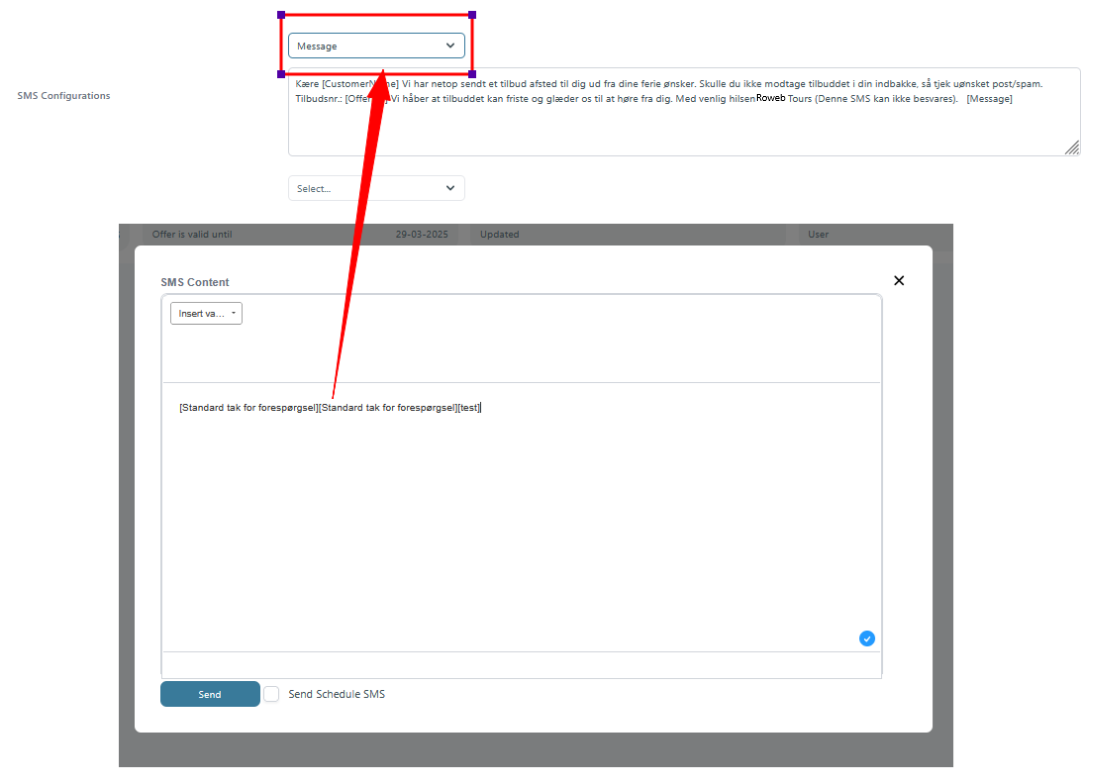 Message
SMS Configurations
Kære [CustomerN me] Vi har netop sendt et tilbud afsted til dig ud fra dine ferie ønsker. Skulle du ikke modtage tilbuddet i din indbakke, så tjek uønsket post/spam.
Tilbudsnr.: [Offer ] Vi håber at tilbuddet kan friste og glæder os til at høre fra dig. Med venlig hilsen Roweb Tours (Denne SMS kan ikke besvares). [Message]
Select...
Offer is valid until 29-03-2025 Updated User
SMS Content
Insert va...
[Standard tak for forespørgsel][Standard tak for forespørgsel][test]
Send Send Schedule SMS